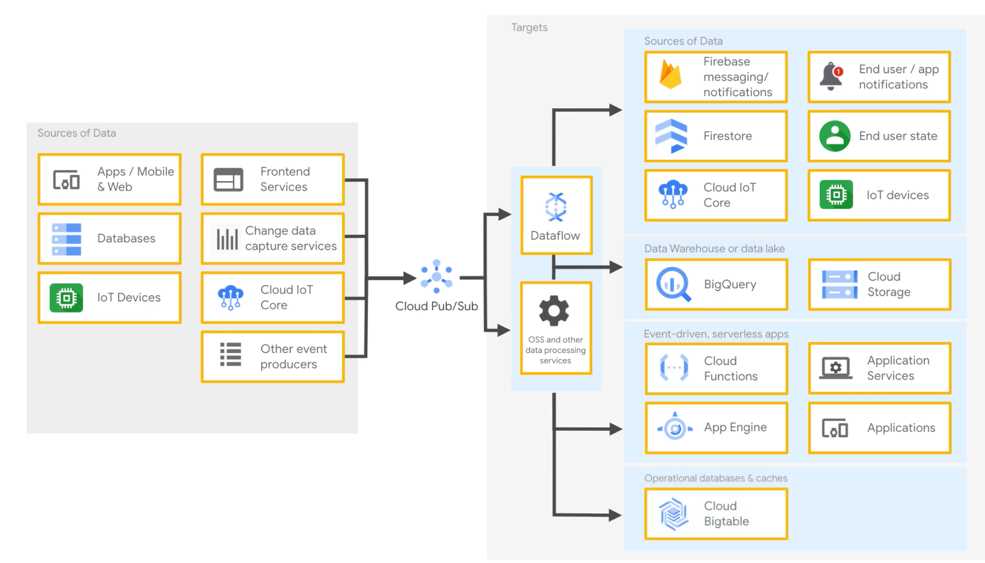 Targets
Sources of Data
Apps / Mobile
& Web
Frontend
Services
Databases
Change data
capture services
IoT Devices
Cloud IoT
Core
Other event
producers
Cloud Pub/Sub
Dataflow
OSS and other
data processing
services
Sources of Data
Firebase
messaging/
notifications
1
End user / app
notifications
Firestore
End user state
Cloud IoT
Core
IoT devices
Data Warehouse or data lake
BigQuery
Cloud
Storage
Event-driven, serverless apps
Cloud
Functions
Application
Services
App Engine
Applications
Operational databases & caches
Cloud
Bigtable